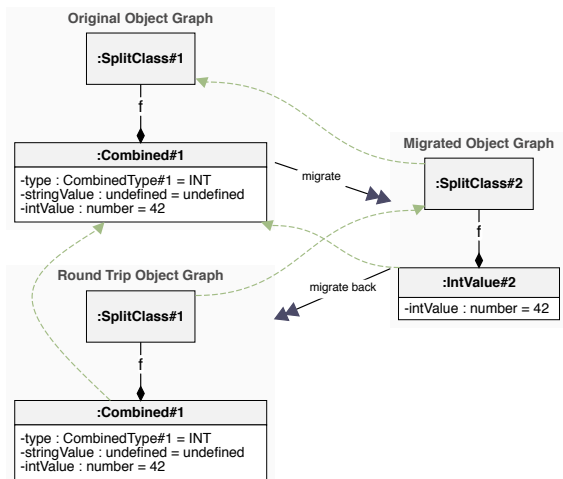 Original Object Graph
:SplitClass#1
f
:Combined#1
-type : CombinedType#1 = INT
-stringValue : undefined = undefined
-intValue : number = 42
migrate
Migrated Object Graph
:SplitClass#2
f
:IntValue#2
-intValue : number = 42
migrate back
Round Trip Object Graph
:SplitClass#1
f
:Combined#1
-type : CombinedType#1 = INT
-stringValue : undefined = undefined
-intValue : number = 42